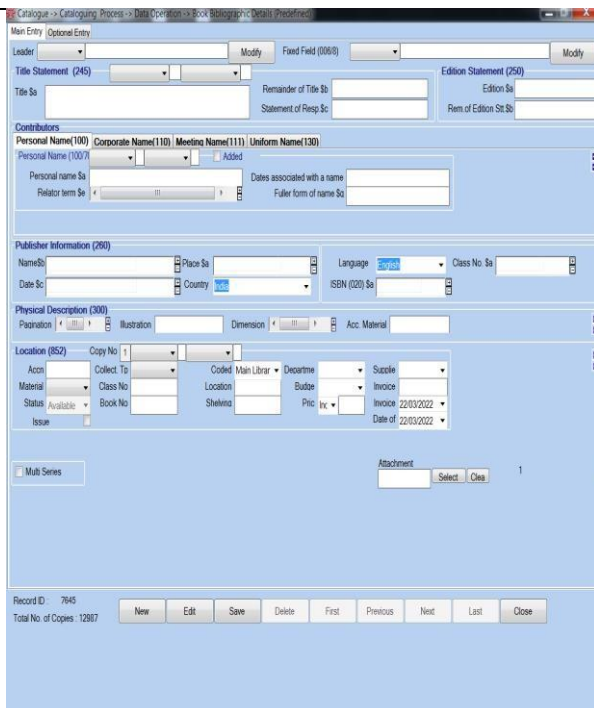 Catalogue -> Cataloguing Process -> Data Operation -> Book Bibliographic Details (Predefined)
Main Entry Optional Entry
Leader Modify Fixed Field (006/8) Modify
Title Statement (245) Edition Statement (250)
Title $a Remainder of Title $b Edition $a
Statement of Resp.$c Rem of Edition Stt.$b
Contributors
Personal Name(100) Corporate Name(110) Meeting Name(111) Uniform Name(130)
Personal Name (100/70 Added
Personal name $a Dates associated with a name
Relator term $e Fuller form of name $q
Publisher Information (260)
Name$b Place $a Language English Class No. $a
Date $c Country India ISBN (020) $a
Physical Description (300)
Pagination Illustration Dimension Acc. Material
Location (852) Copy No 1
Accn Collect. Tp Coded Main Librar Departme Supplie
Material Class No Location Budge Invoice
Status Available Book No Shelving Pric Inc Invoice 22/03/2022
Issue Date of 22/03/2022
Multi Series Attachment
Select Clea 1
Record ID : 7645
Total No. of Copies : 12987
New Edit Save Delete First Previous Next Last Close